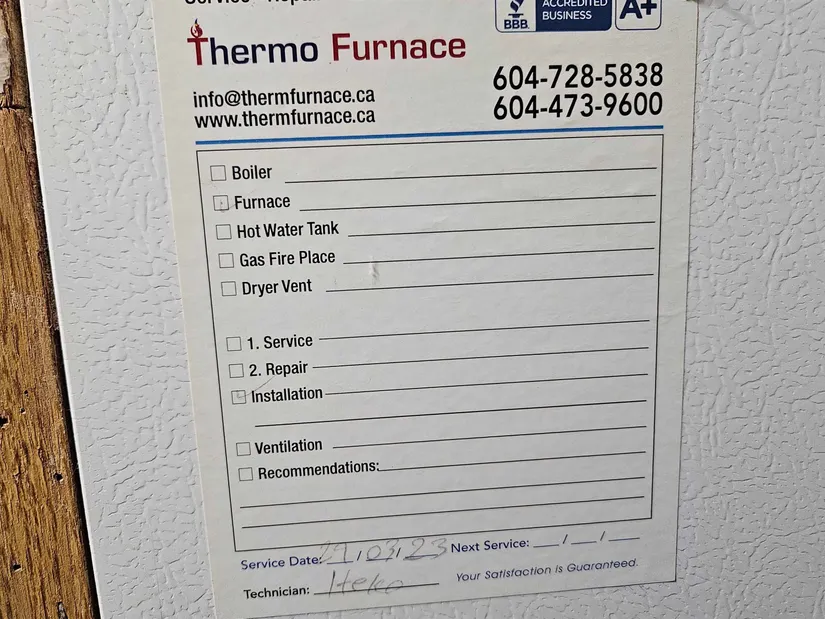 Service Repair
BBB. ACCREDITED BUSINESS A+
Thermo Furnace
info@thermfurnace.ca
www.thermfurnace.ca
604-728-5838
604-473-9600
Boiler
Furnace
Hot Water Tank
Gas Fire Place
Dryer Vent
1. Service
2. Repair
Installation
Ventilation
Recommendations:
Service Date: 03, 23 Next Service: / /
Technician:
Your Satisfaction is Guaranteed.